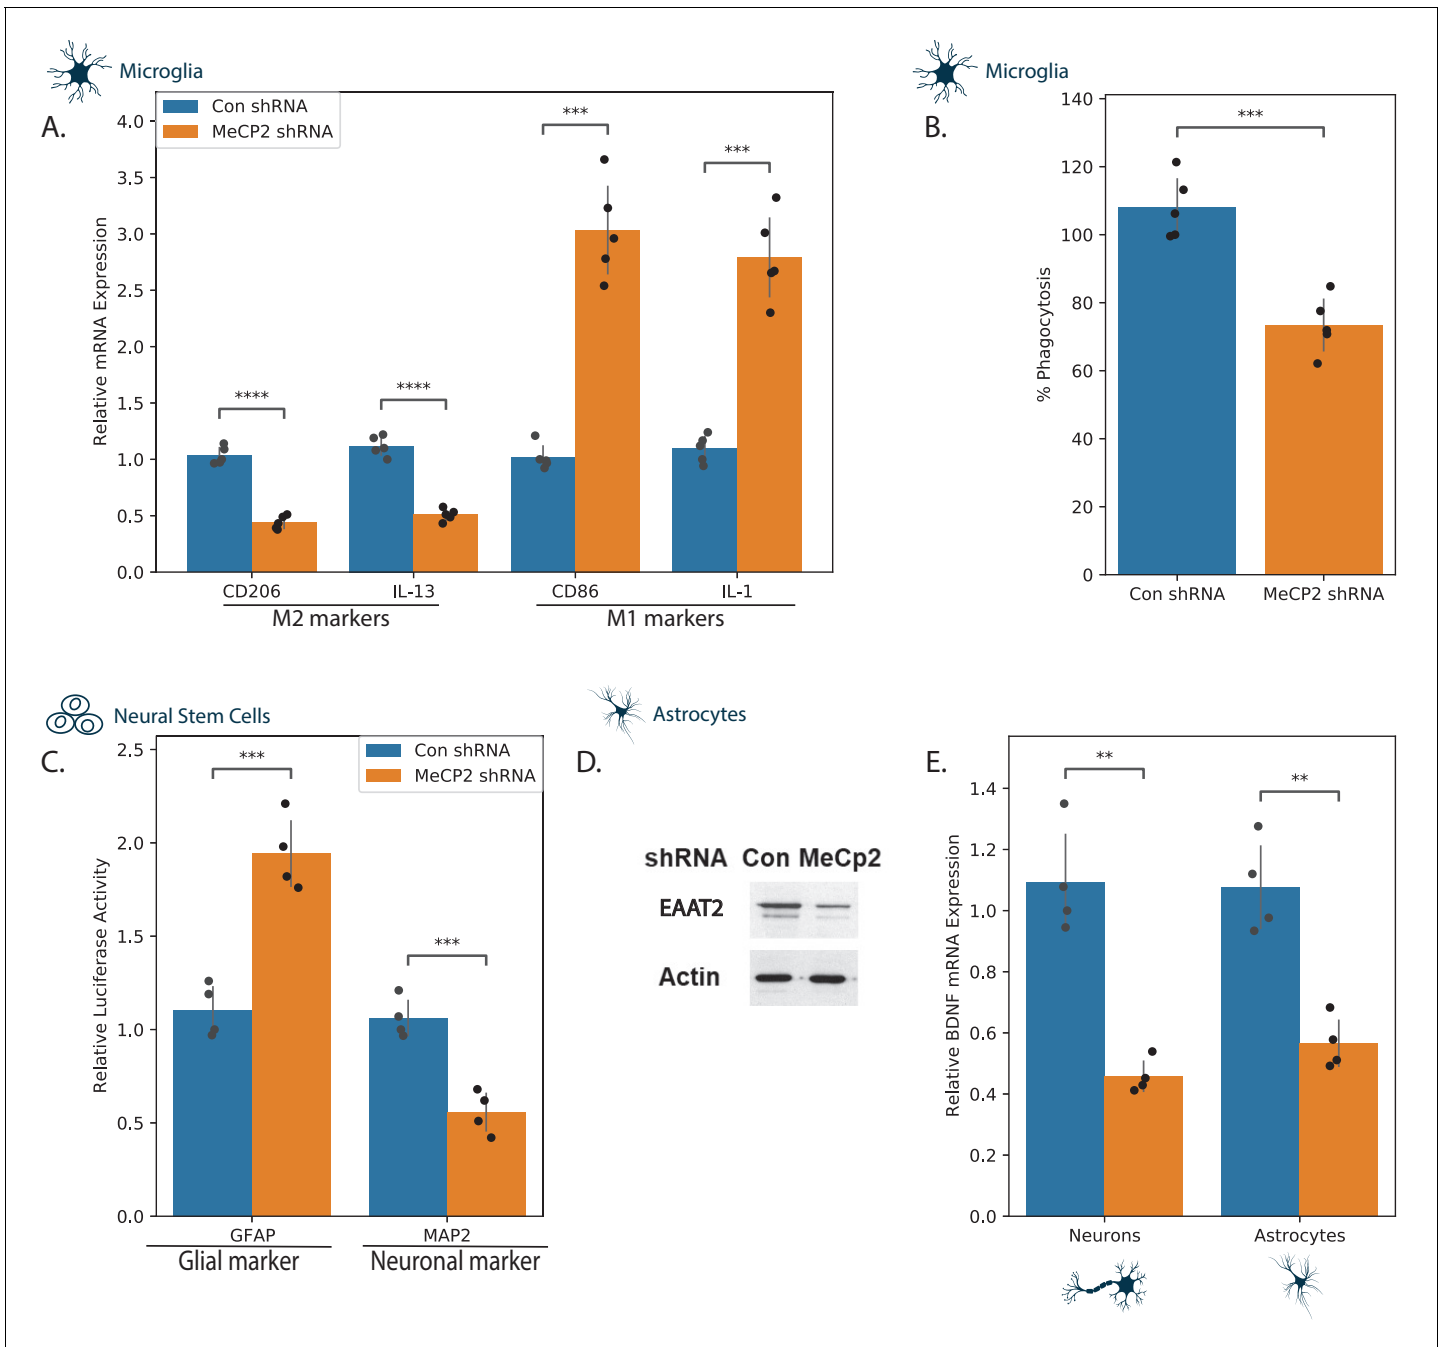 Microglia
A.
Con shRNA
MeCP2 shRNA
Relative mRNA Expression
4.0
3.5
3.0
2.5
2.0
1.5
1.0
0.5
0.0
****
****
***
***
CD206
IL-13
CD86
IL-1
M2 markers
M1 markers
Microglia
B.
% Phagocytosis
140
120
100
80
60
40
20
0
***
Con shRNA
MeCP2 shRNA
Neural Stem Cells
C.
Con shRNA
MeCP2 shRNA
Relative Luciferase Activity
2.5
2.0
1.5
1.0
0.5
0.0
***
***
GFAP
MAP2
Glial marker
Neuronal marker
Astrocytes
D.
shRNA Con MeCp2
EAAT2
Actin
E.
Relative BDNF mRNA Expression
1.4
1.2
1.0
0.8
0.6
0.4
0.2
0.0
**
**
Neurons
Astrocytes